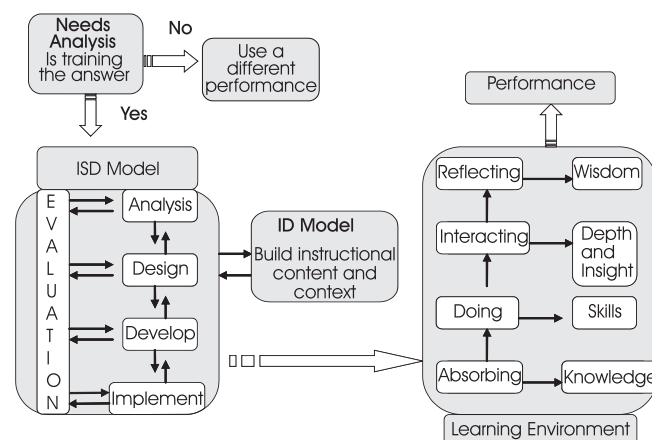 Needs
Analysis
Is training
the answer
No
Use a
different
performance
Yes
ISD Model
EVALUATION
Analysis
Design
Develop
Implement
ID Model
Build instructional
content and
context
Performance
Reflecting
Wisdom
Interacting
Depth
and
Insight
Doing
Skills
Absorbing
Knowledge
Learning Environment